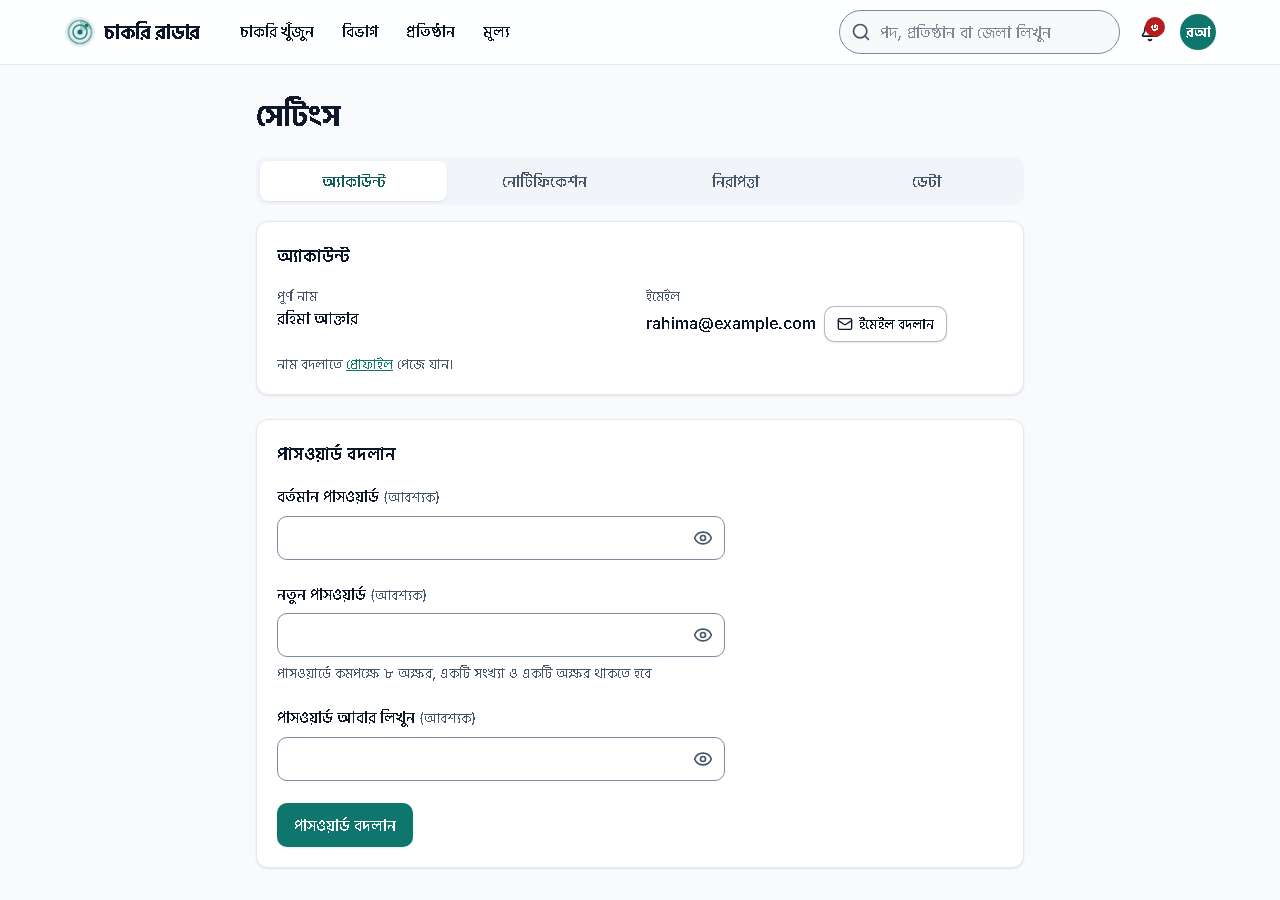 চাকরি রাডার
চাকরি খুঁজুন বিভাগ প্রতিষ্ঠান মূল্য
পদ, প্রতিষ্ঠান বা জেলা লিখুন
৩
রআ
সেটিংস
অ্যাকাউন্ট নোটিফিকেশন নিরাপত্তা ডেটা
অ্যাকাউন্ট
পূর্ণ নাম
রহিমা আক্তার
ইমেইল
rahima@example.com ইমেইল বদলান
নাম বদলাতে প্রোফাইল পেজে যান।
পাসওয়ার্ড বদলান
বর্তমান পাসওয়ার্ড (আবশ্যক)
নতুন পাসওয়ার্ড (আবশ্যক)
পাসওয়ার্ডে কমপক্ষে ৮ অক্ষর, একটি সংখ্যা ও একটি অক্ষর থাকতে হবে
পাসওয়ার্ড আবার লিখুন (আবশ্যক)
পাসওয়ার্ড বদলান